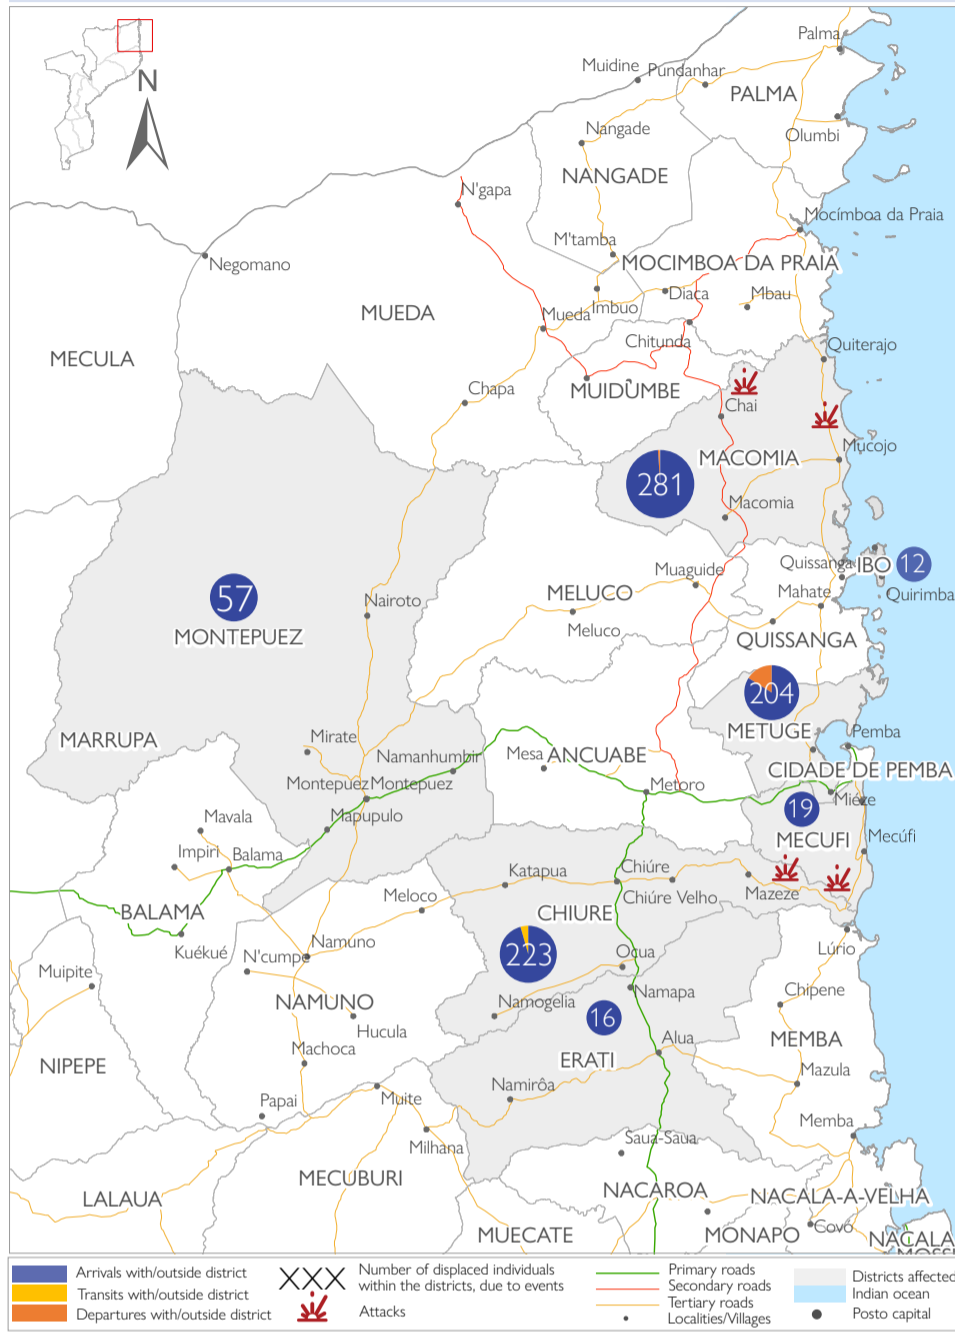 N
Palma
Muidine
Pundanhar
PALMA
Nangade
Olumbi
NANGADE
N'gapa
Mocímboa da Praia
M'tamba
Negomano
MOCIMBOA DA PRAIA
Diaca
Mbau
Imbuo
MUEDA
Mueda
Chitunda
Quiterajo
MECULA
MUIDUMBE
Chapa
Chai
Mucojo
MACOMIA
281
Macomia
Quissanga
IBO
12
Muaguide
Mahate
Quirimba
57
MELUCO
Nairoto
Meluco
MONTEPUEZ
QUISSANGA
204
MARRUPA
Mirate
METUGE
Pemba
Namanhumbir
Mesa
ANCUABE
CIDADE DE PEMBA
Montepuez
Montepuez
Metoro
Miéze
Mavala
Mapupulo
19
MECUFI
Mecúfi
Impiri
Balama
Katapua
Chiúre
Meloco
Chiúre Velho
Mazeze
BALAMA
CHIURE
Kuékué
Namuno
223
Lúrio
N'cumpe
Ocua
Muipite
Namapa
Chipene
NAMUNO
Namogelia
16
Hucula
Alua
MEMBA
Machoca
ERATI
NIPEPE
Mazula
Namirôa
Papai
Muite
Memba
Milhana
Saua-Saua
MECUBURI
LALAUA
NACAROA
NACALA-A-VELHA
MUECATE
MONAPO
Covó
NACALA
Arrivals with/outside district
Transits with/outside district
Departures with/outside district
XXX
Number of displaced individuals
within the districts, due to events
Attacks
Primary roads
Secondary roads
Tertiary roads
Localities/Villages
Districts affected
Indian ocean
Posto capital